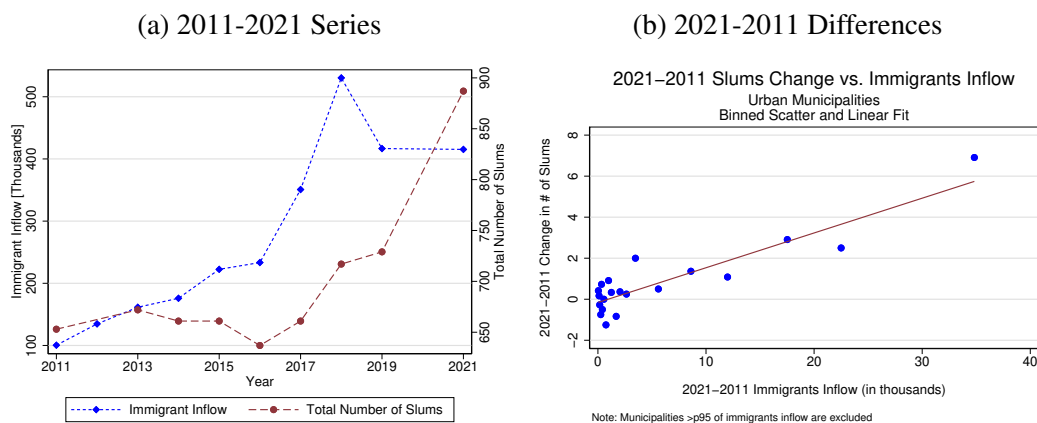 (a) 2011-2021 Series
Immigrant Inflow [Thousands]
500
400
300
200
100
900
850
800
750
700
650
Total Number of Slums
2011
2013
2015
2017
2019
2021
Year
Immigrant Inflow
Total Number of Slums
(b) 2021-2011 Differences
2021−2011 Slums Change vs. Immigrants Inflow
Urban Municipalities
Binned Scatter and Linear Fit
2021−2011 Change in # of Slums
8
6
4
2
0
−2
0
10
20
30
40
2021−2011 Immigrants Inflow (in thousands)
Note: Municipalities >p95 of immigrants inflow are excluded